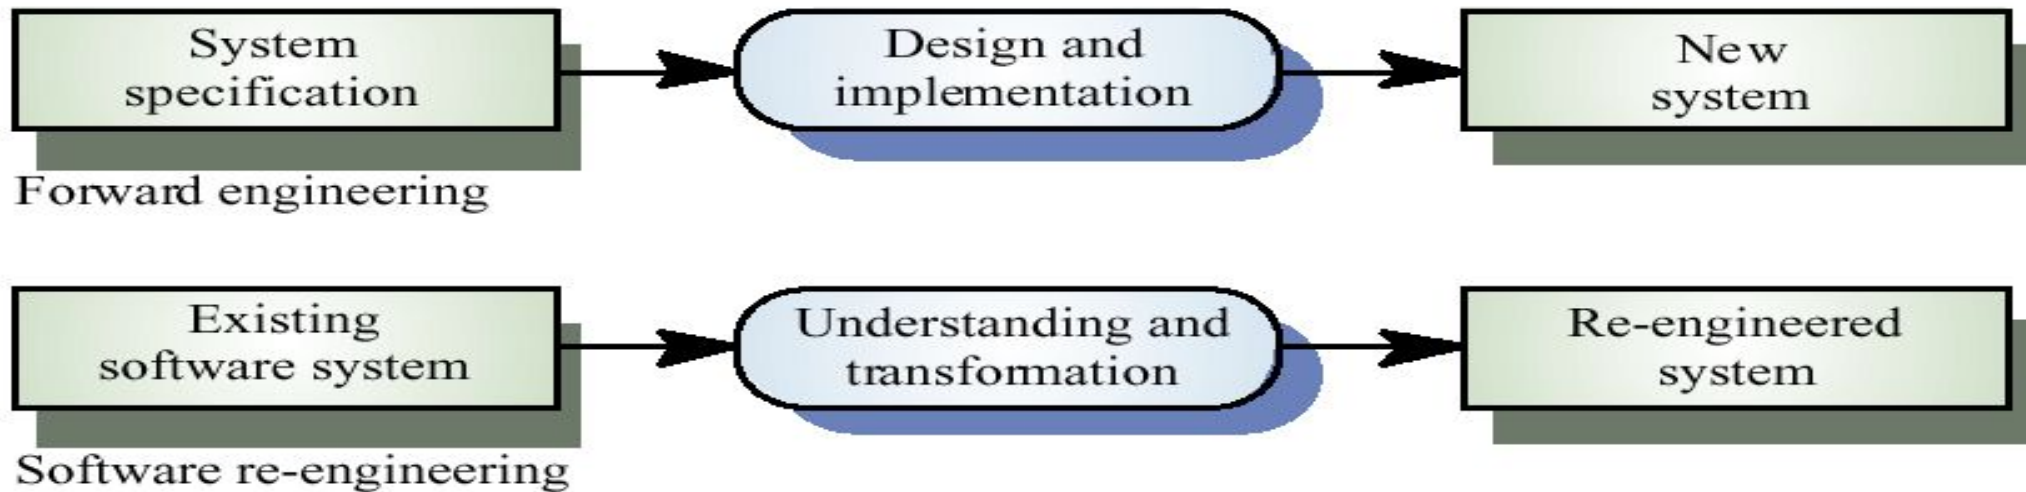 System
specification
Design and
implementation
New
system
Forward engineering
Existing
software system
Understanding and
transformation
Re-engineered
system
Software re-engineering